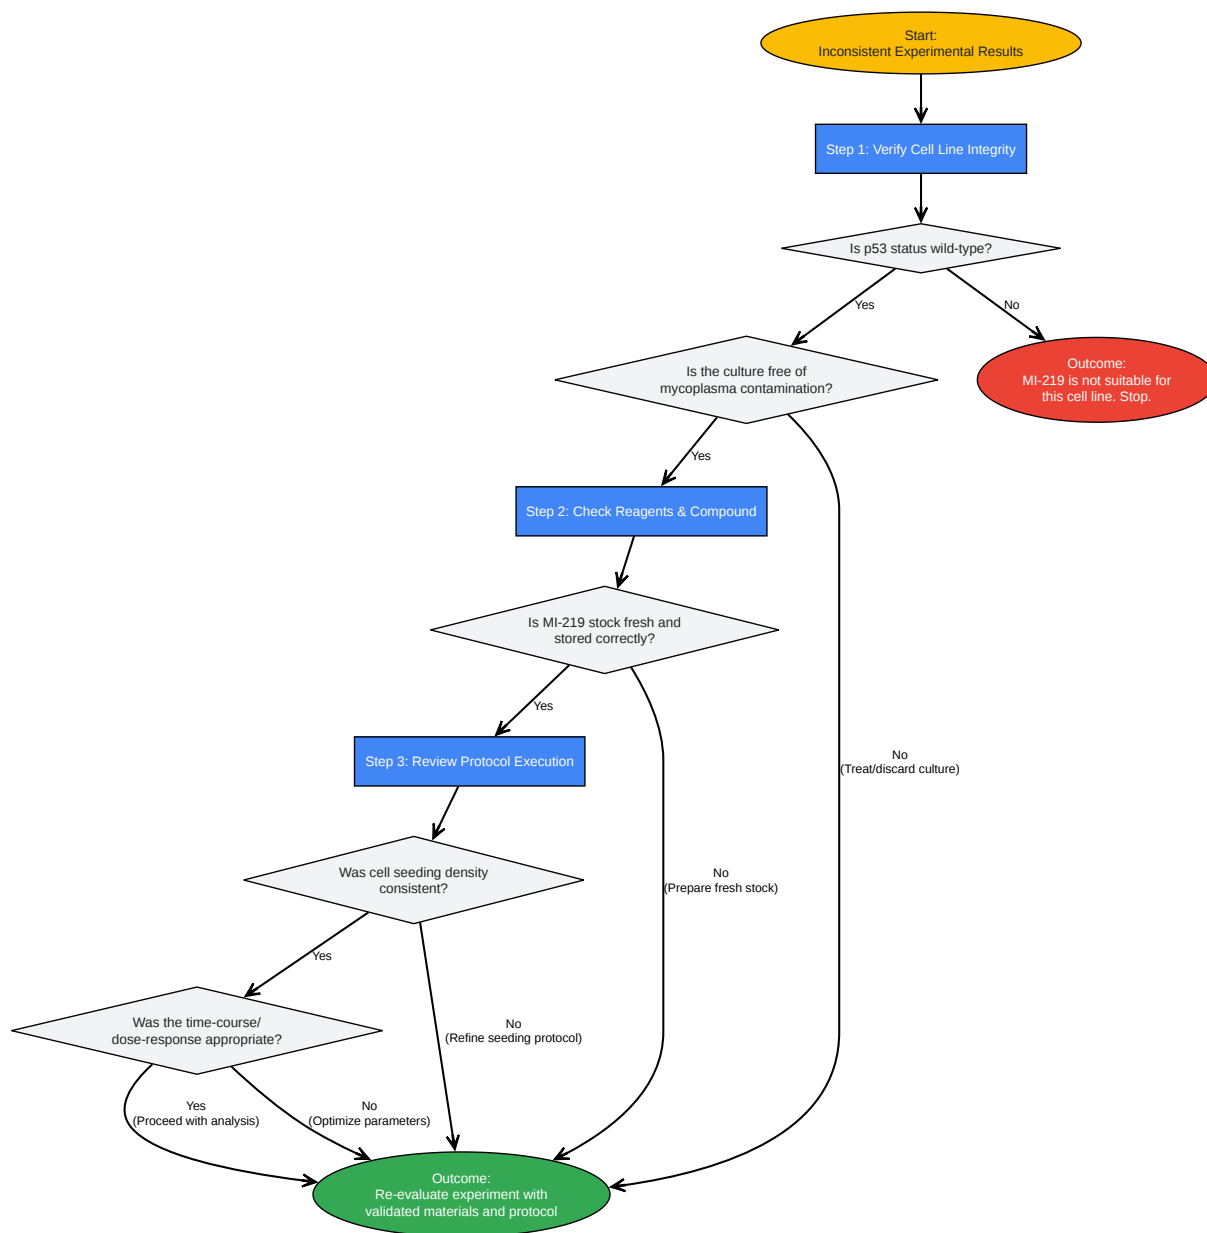 Start:
Inconsistent Experimental Results
Step 1: Verify Cell Line Integrity
Is p53 status wild-type?
Yes
No
Is the culture free of
mycoplasma contamination?
Outcome:
MI-219 is not suitable for
this cell line. Stop.
Yes
Step 2: Check Reagents & Compound
Is MI-219 stock fresh and
stored correctly?
Yes
Step 3: Review Protocol Execution
No
(Treat/discard culture)
Was cell seeding density
consistent?
No
(Prepare fresh stock)
Yes
Was the time-course/
dose-response appropriate?
No
(Refine seeding protocol)
Yes
(Proceed with analysis)
No
(Optimize parameters)
Outcome:
Re-evaluate experiment with
validated materials and protocol